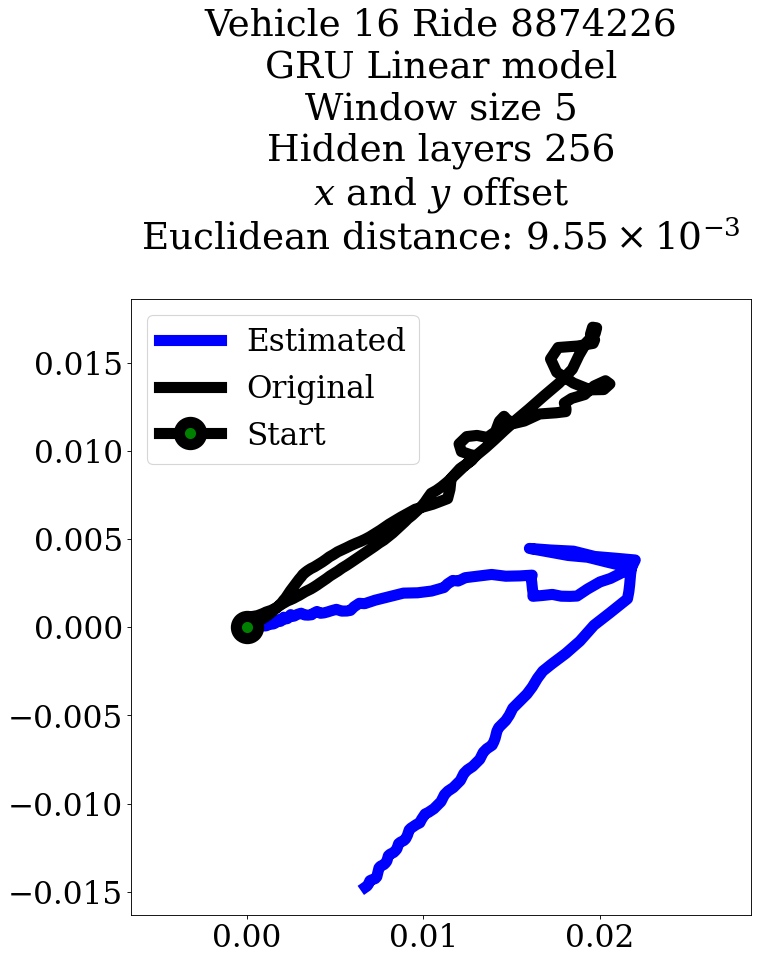 Vehicle 16 Ride 8874226
GRU Linear model
Window size 5
Hidden layers 256
x and y offset
Euclidean distance: 9.55 × 10⁻³
Estimated
Original
Start
0.015
0.010
0.005
0.000
−0.005
−0.010
−0.015
0.00 0.01 0.02